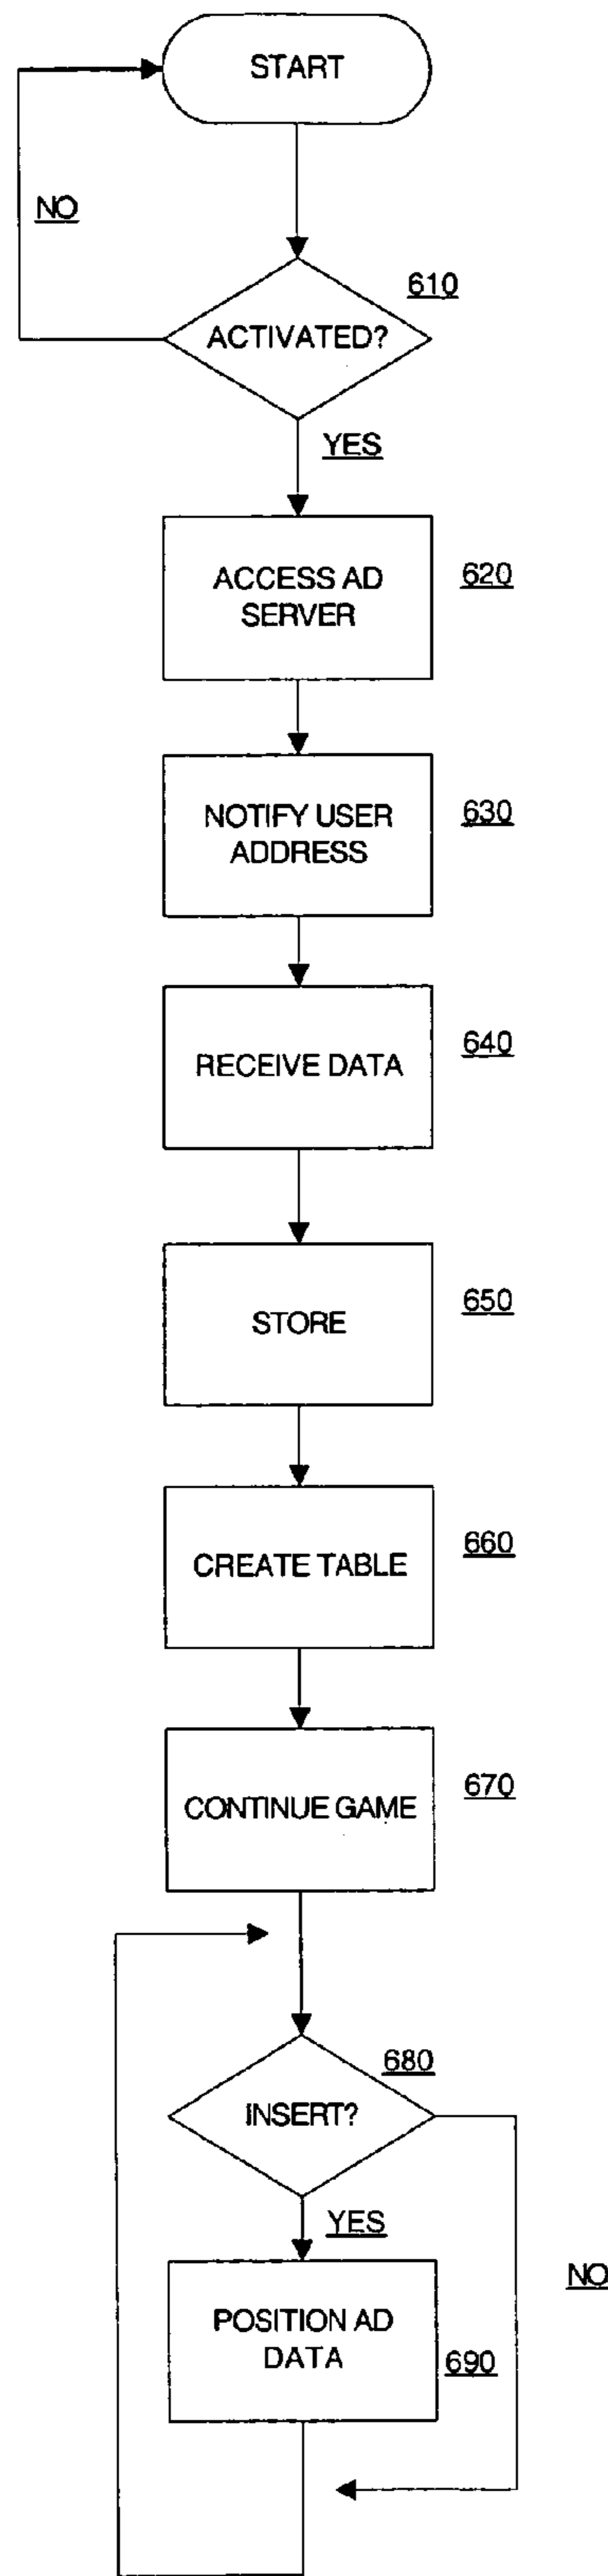 START
NO
610
ACTIVATED?
YES
ACCESS AD
SERVER
620
NOTIFY USER
ADDRESS
630
RECEIVE DATA
640
STORE
650
CREATE TABLE
660
CONTINUE GAME
670
680
INSERT?
YES
NO
POSITION AD
DATA
690